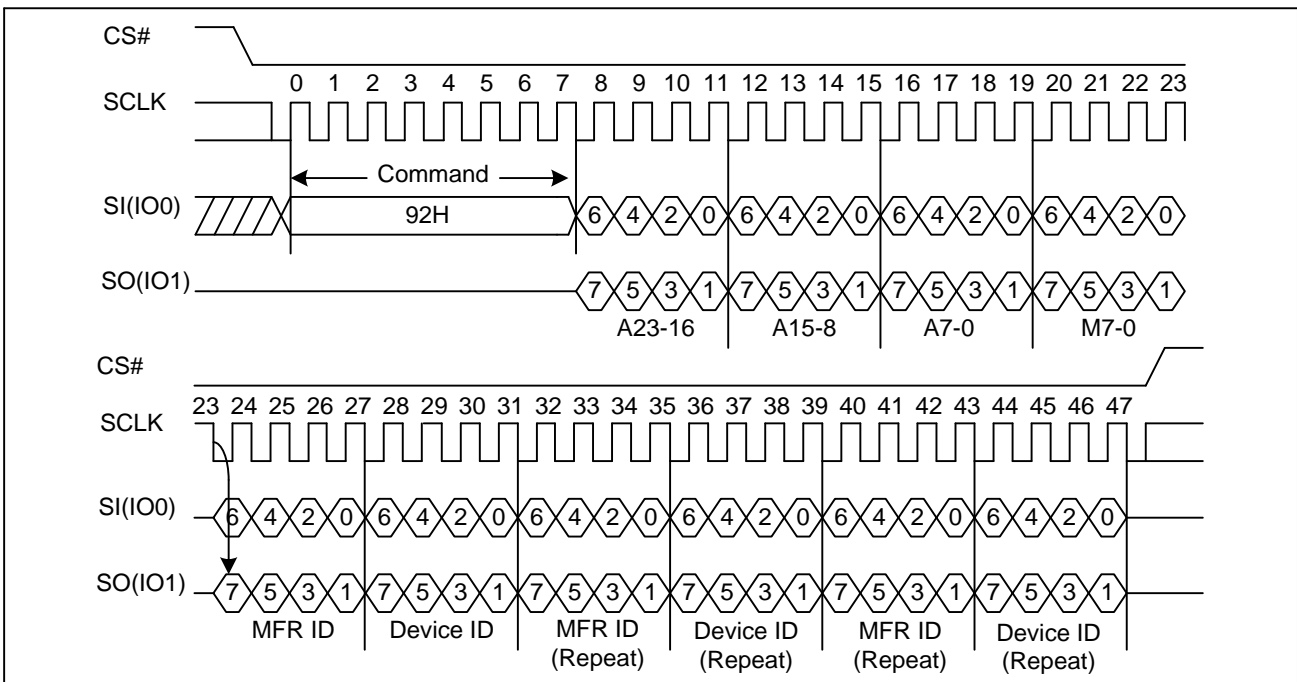 CS#
0 1 2 3 4 5 6 7 8 9 10 11 12 13 14 15 16 17 18 19 20 21 22 23
SCLK
Command
SI(IO0) 92H 6 4 2 0 6 4 2 0 6 4 2 0 6 4 2 0
SO(IO1) 7 5 3 1 7 5 3 1 7 5 3 1 7 5 3 1
A23-16 A15-8 A7-0 M7-0
CS#
23 24 25 26 27 28 29 30 31 32 33 34 35 36 37 38 39 40 41 42 43 44 45 46 47
SCLK
SI(IO0) 6 4 2 0 6 4 2 0 6 4 2 0 6 4 2 0 6 4 2 0 6 4 2 0
SO(IO1) 7 5 3 1 7 5 3 1 7 5 3 1 7 5 3 1 7 5 3 1 7 5 3 1
MFR ID Device ID MFR ID Device ID MFR ID Device ID
(Repeat) (Repeat) (Repeat) (Repeat)